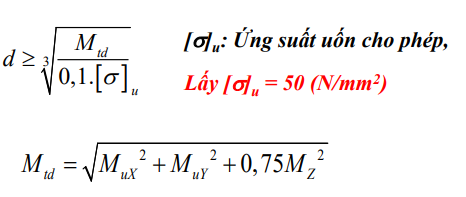 d ≥ ∛(M_td / 0,1.[σ]_u)
[σ]_u: Ứng suất uốn cho phép,
Lấy [σ]_u = 50 (N/mm²)
M_td = √(M_uX² + M_uY² + 0,75M_Z²)